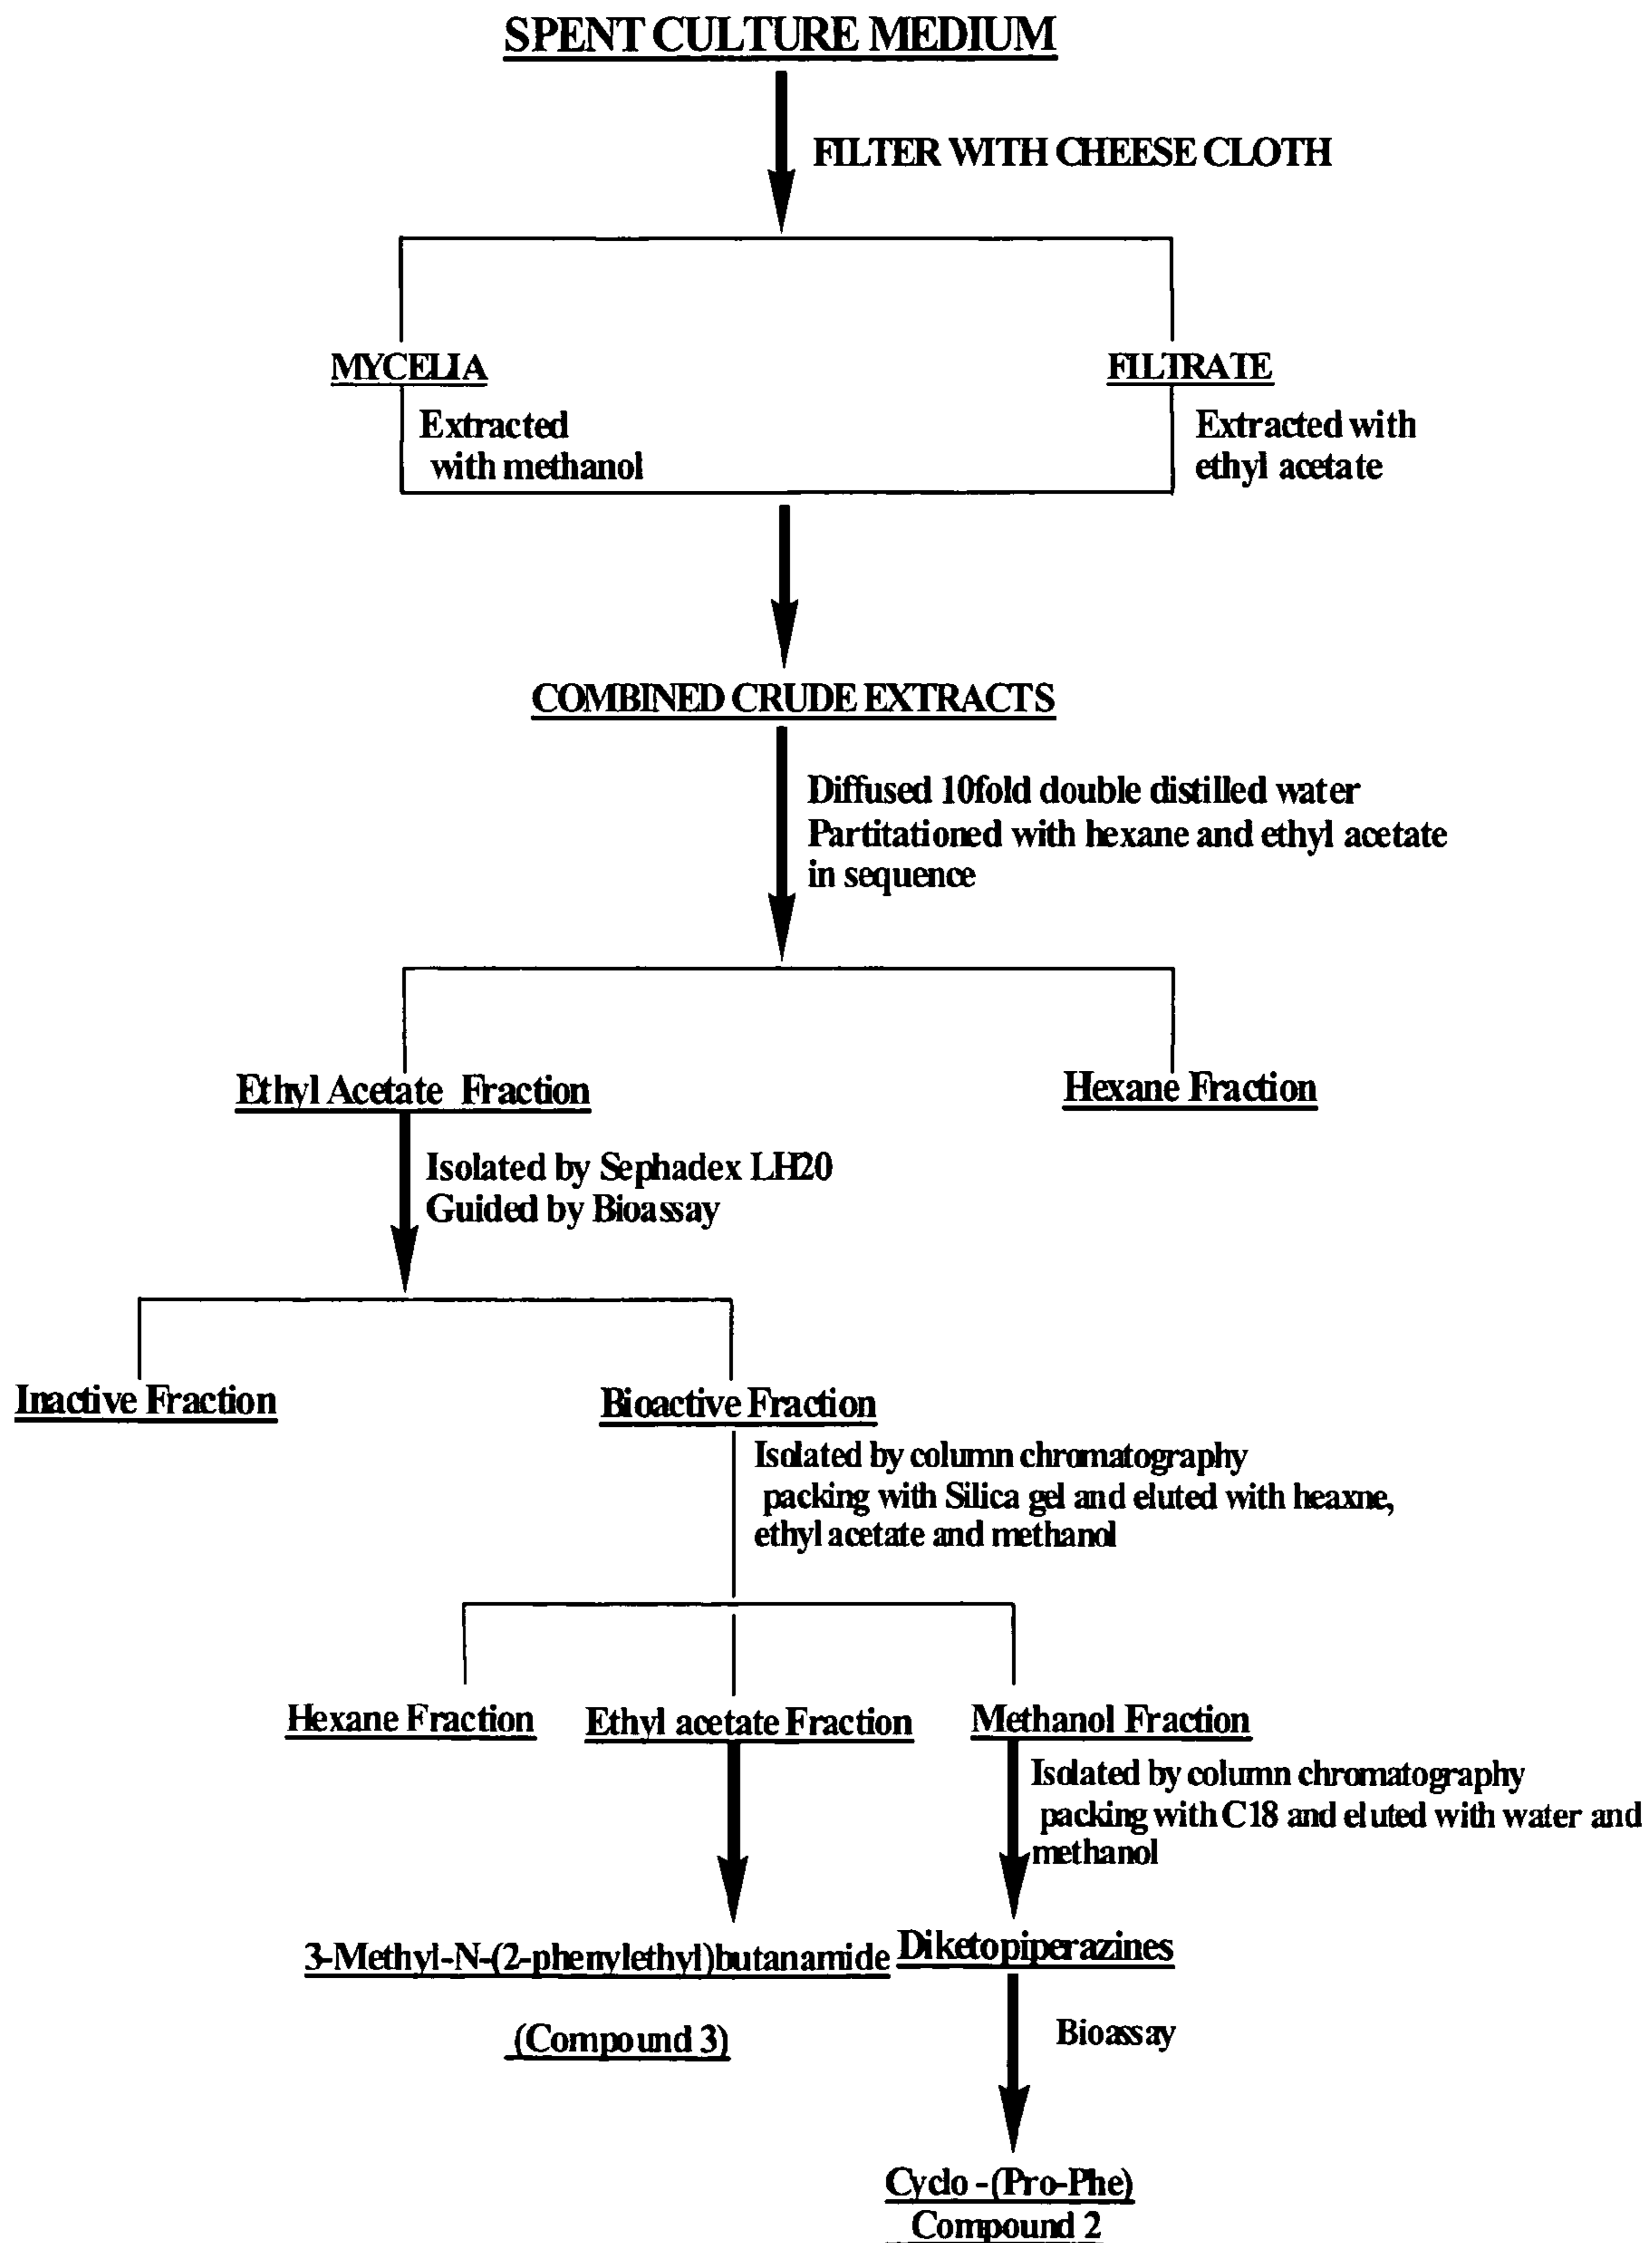 SPENT CULTURE MEDIUM
FILTER WITH CHEESE CLOTH
MYCELIA
FILTRATE
Extracted
with methanol
Extracted with
ethyl acetate
COMBINED CRUDE EXTRACTS
Diffused 10fold double distilled water
Partitationed with hexane and ethyl acetate
in sequence
Ethyl Acetate Fraction
Hexane Fraction
Isolated by Sephadex LH20
Guided by Bioassay
Inactive Fraction
Bioactive Fraction
Isolated by column chromatography
packing with Silica gel and eluted with heaxne,
ethyl acetate and methanol
Hexane Fraction
Ethyl acetate Fraction
Methanol Fraction
Isolated by column chromatography
packing with C18 and eluted with water and
methanol
3-Methyl-N-(2-phenylethyl)butanamide
Diketopiperazines
(Compound 3)
Bioassay
Cyclo -(Pro-Phe)
Compound 2